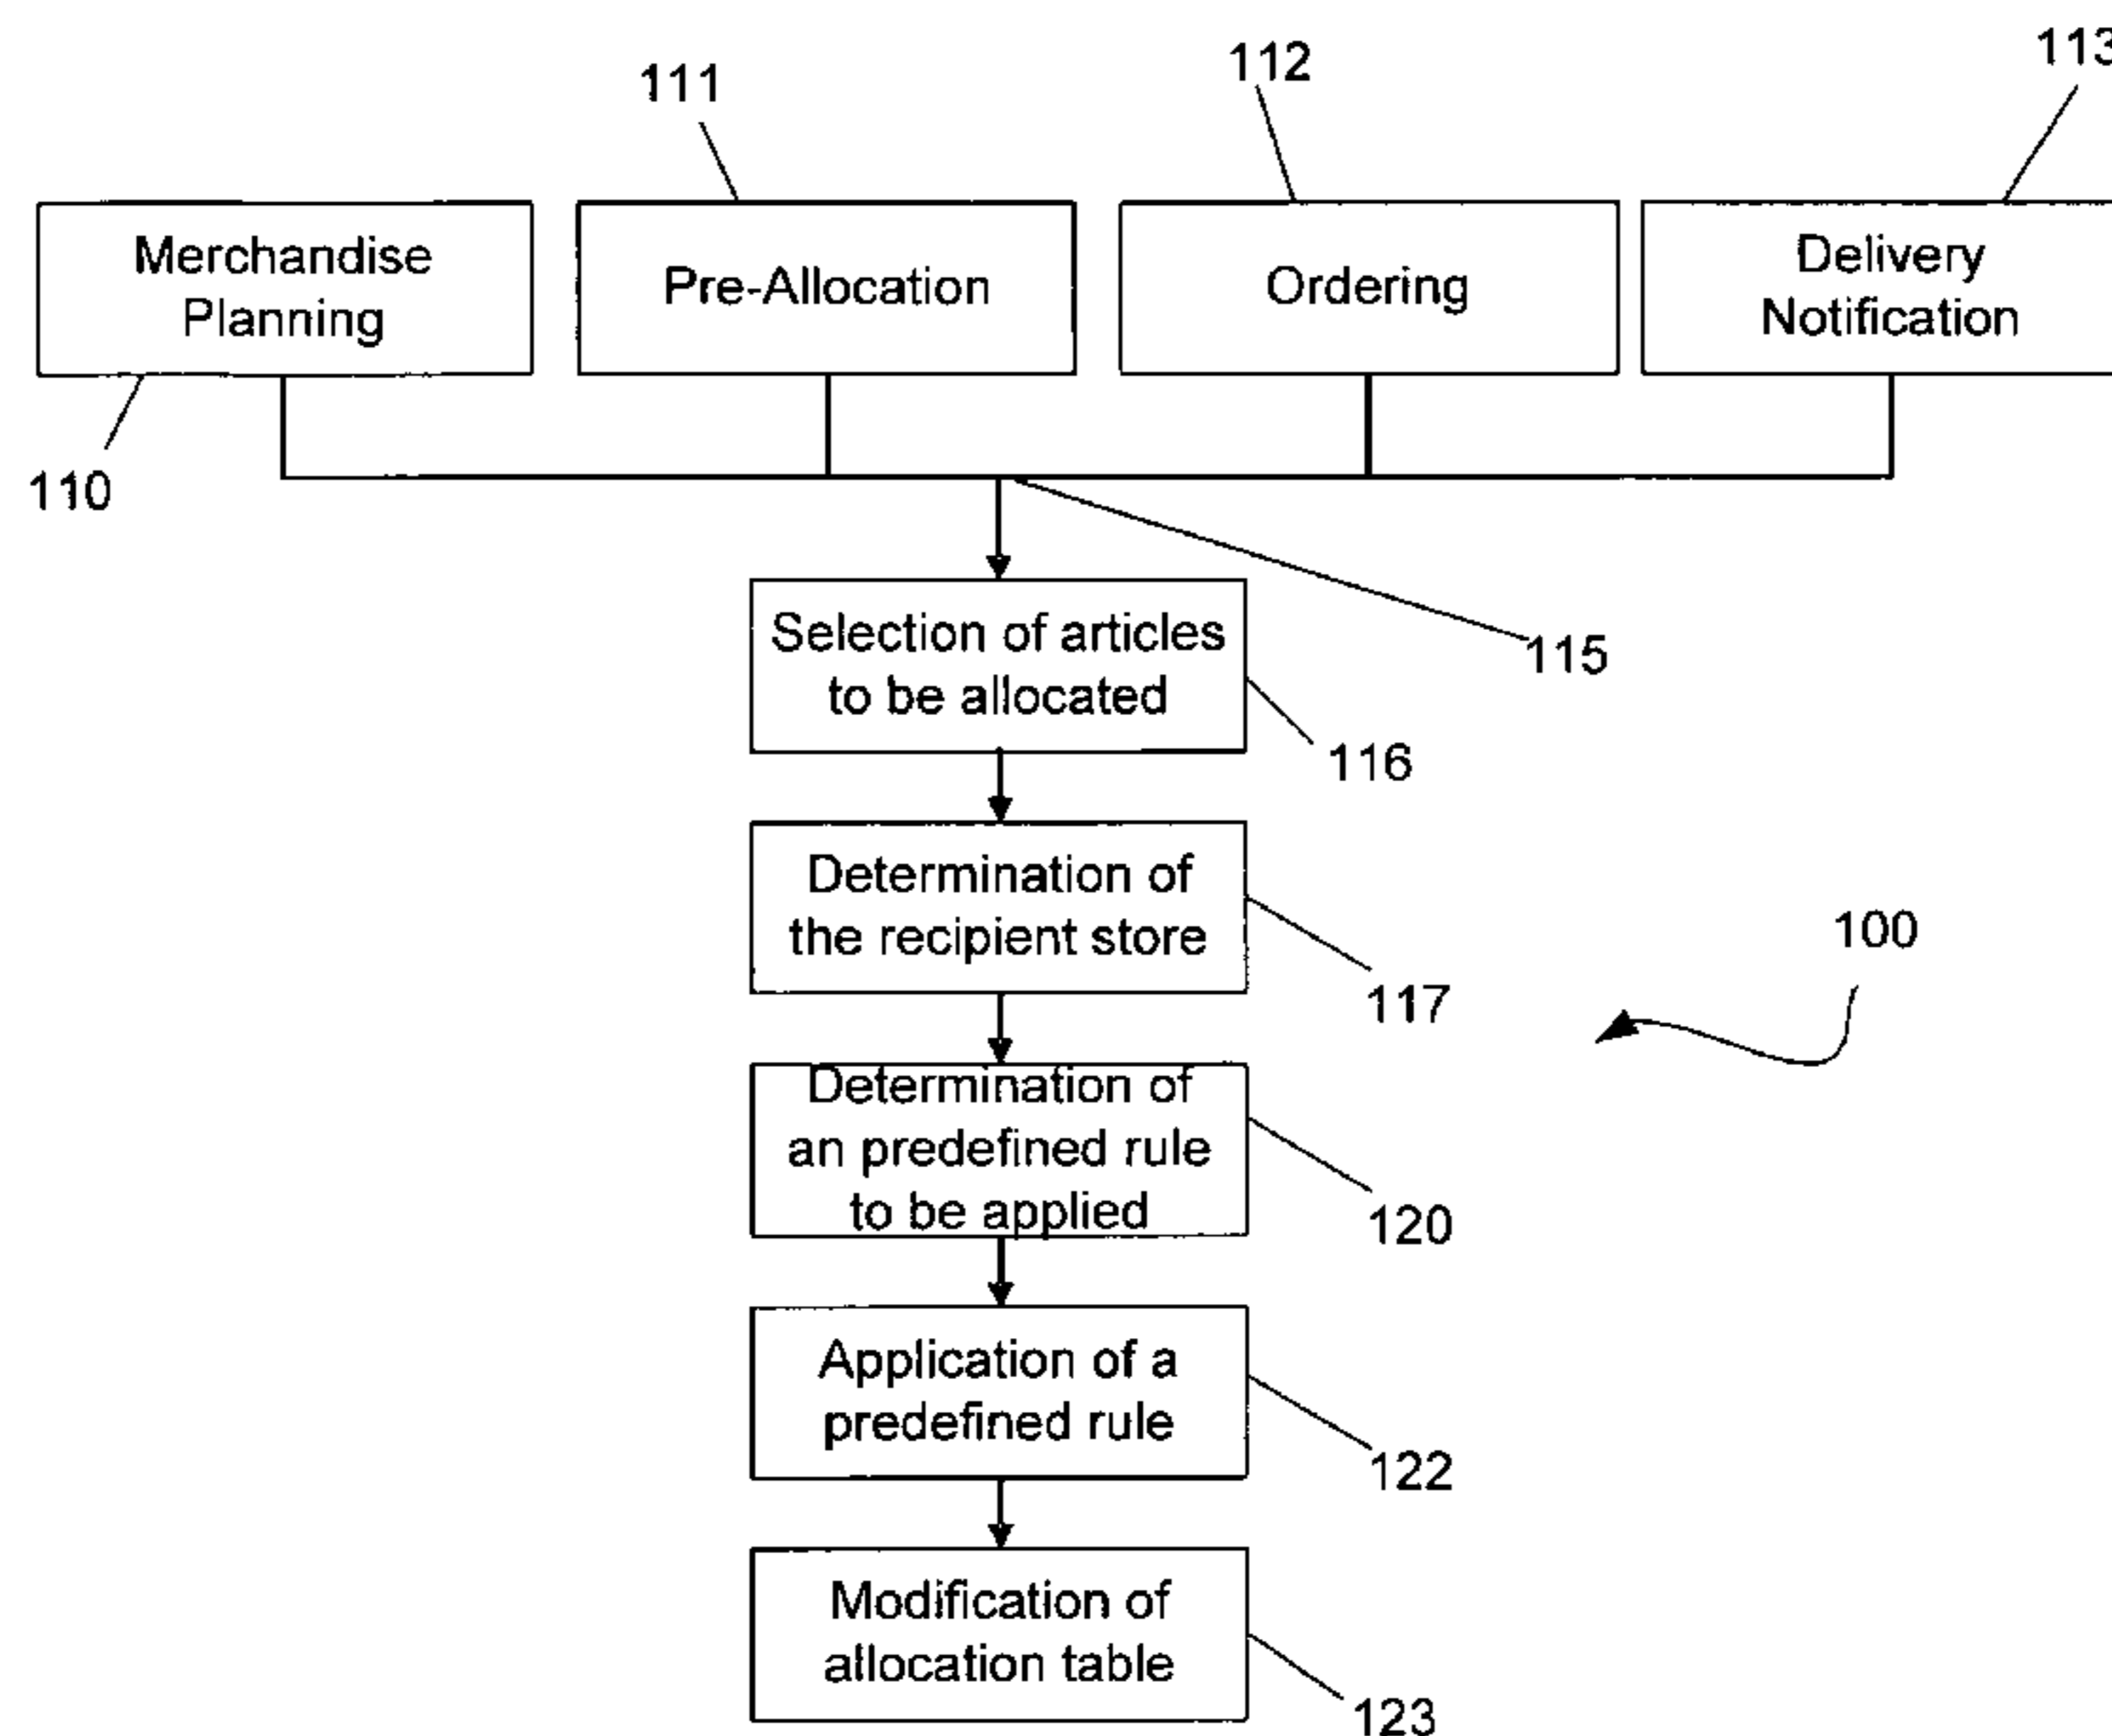 111
112
113
Merchandise
Planning
Pre-Allocation
Ordering
Delivery
Notification
110
Selection of articles
to be allocated
115
116
Determination of
the recipient store
117
100
Determination of
an predefined rule
to be applied
120
Application of a
predefined rule
122
Modification of
allocation table
123